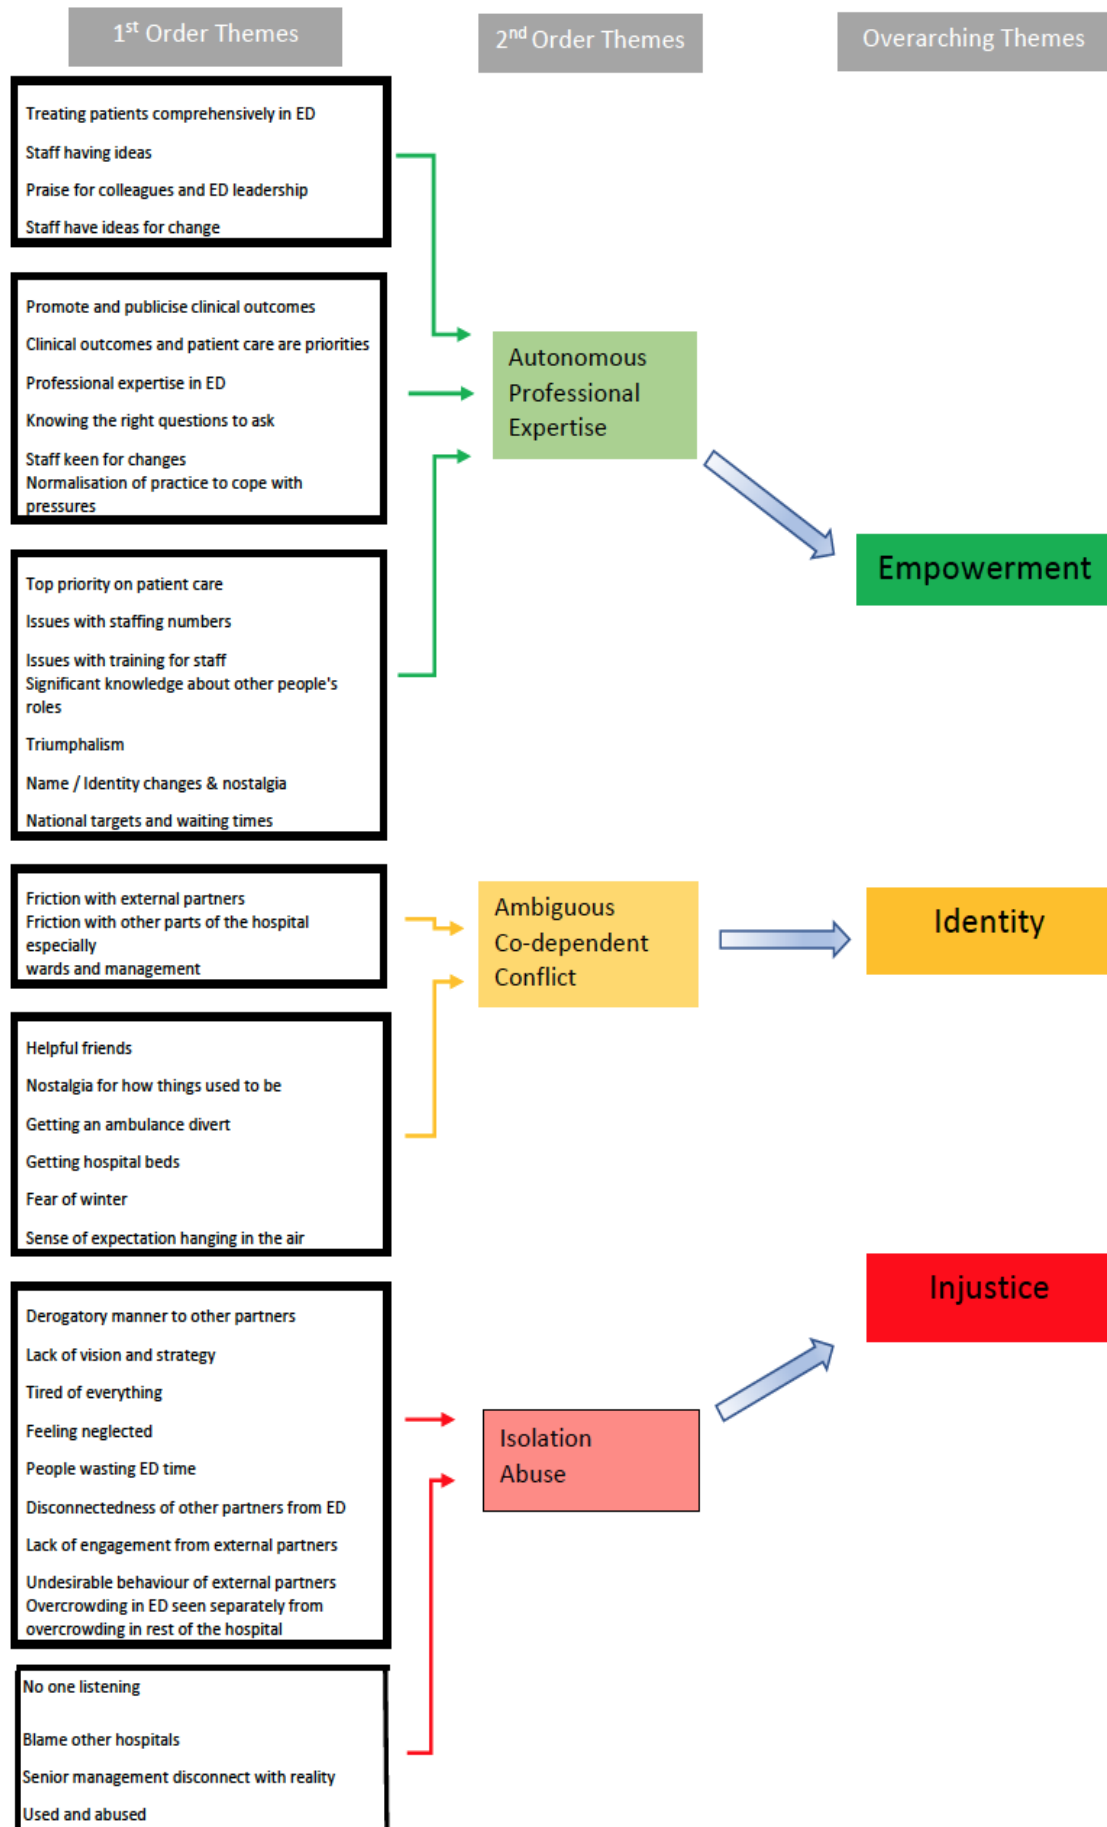 1st Order Themes
2nd Order Themes
Overarching Themes
Treating patients comprehensively in ED
Staff having ideas
Praise for colleagues and ED leadership
Staff have ideas for change
Promote and publicise clinical outcomes
Clinical outcomes and patient care are priorities
Professional expertise in ED
Knowing the right questions to ask
Staff keen for changes
Normalisation of practice to cope with
pressures
Top priority on patient care
Issues with staffing numbers
Issues with training for staff
Significant knowledge about other people's
roles
Triumphalism
Name / Identity changes & nostalgia
National targets and waiting times
Autonomous
Professional
Expertise
Empowerment
Friction with external partners
Friction with other parts of the hospital
especially
wards and management
Helpful friends
Nostalgia for how things used to be
Getting an ambulance divert
Getting hospital beds
Fear of winter
Sense of expectation hanging in the air
Ambiguous
Co-dependent
Conflict
Identity
Derogatory manner to other partners
Lack of vision and strategy
Tired of everything
Feeling neglected
People wasting ED time
Disconnectedness of other partners from ED
Lack of engagement from external partners
Undesirable behaviour of external partners
Overcrowding in ED seen separately from
overcrowding in rest of the hospital
No one listening
Blame other hospitals
Senior management disconnect with reality
Used and abused
Isolation
Abuse
Injustice